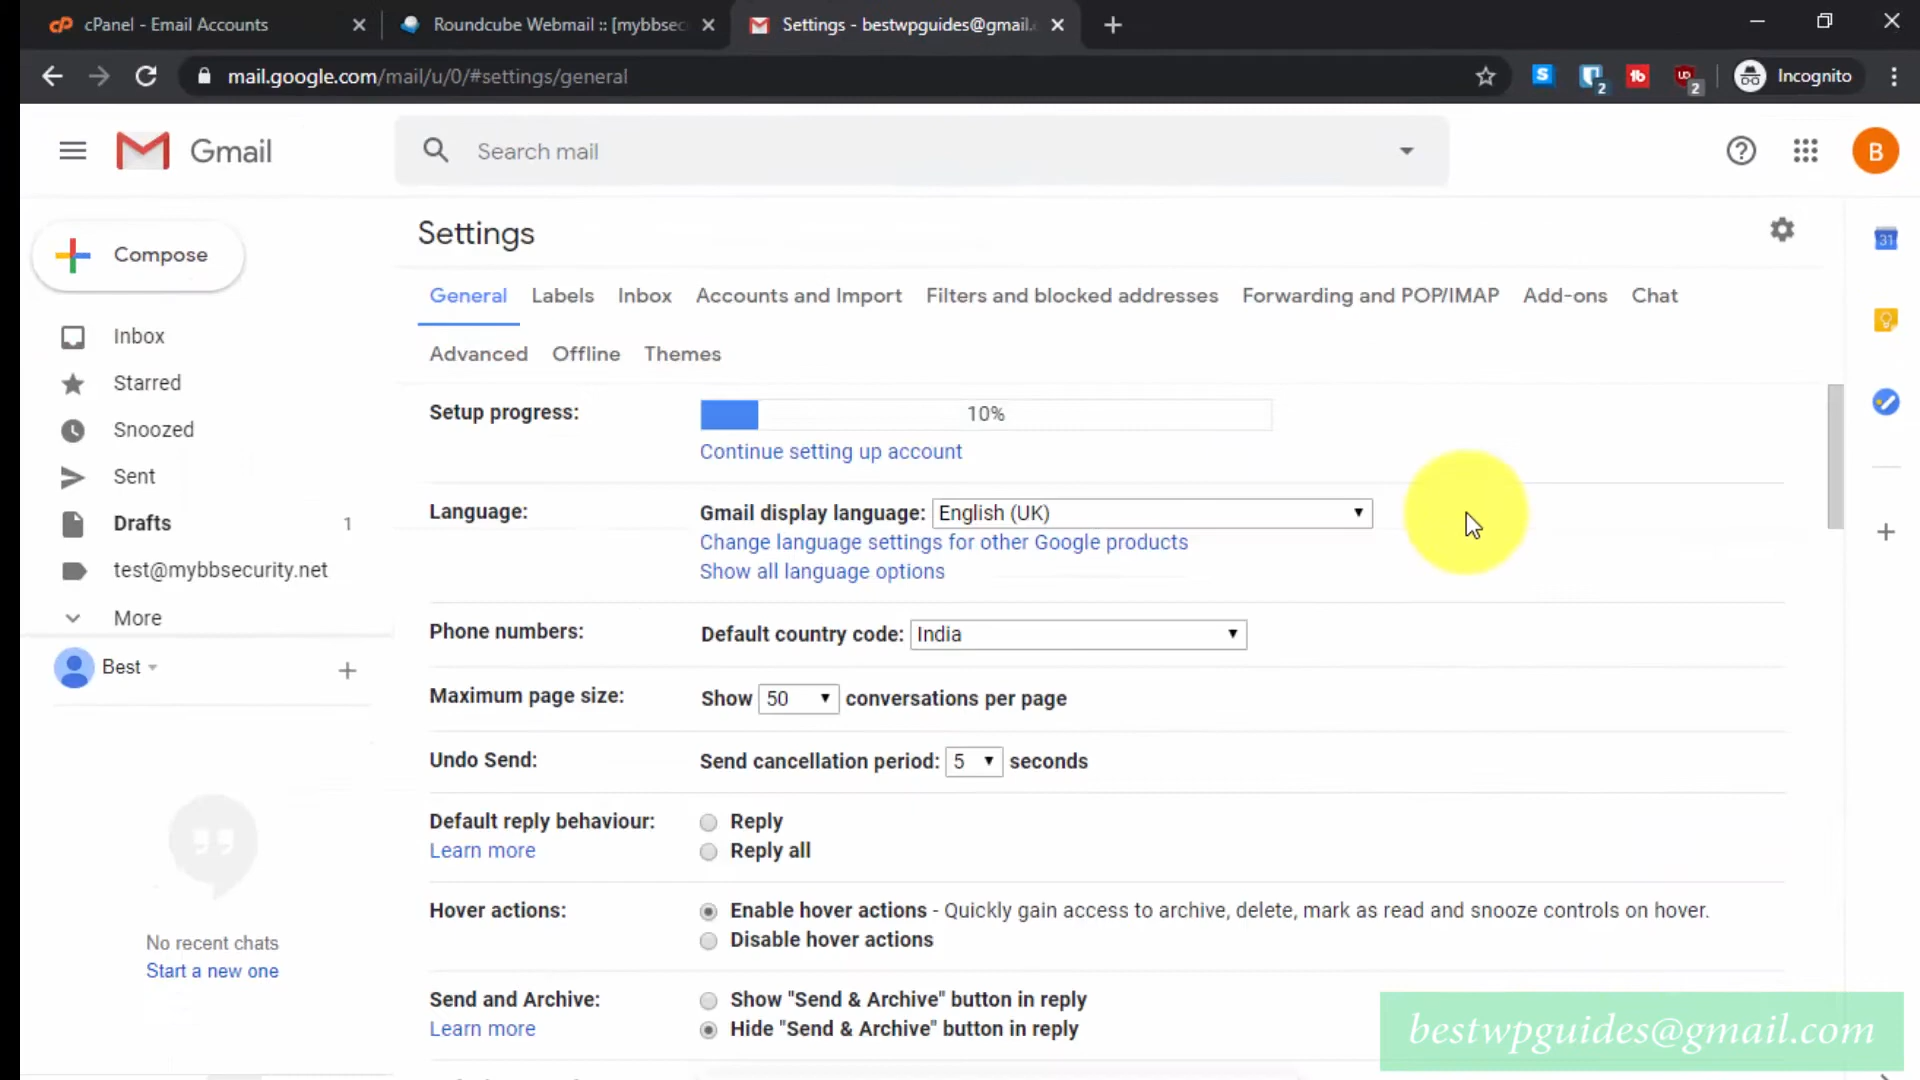 cPanel - Email Accounts
Roundcube Webmail :: [mybbsec
Settings - bestwpguides@gmail.
mail.google.com/mail/u/0/#settings/general
2
2
Incognito
Gmail
Search mail
B
Compose
Inbox
Starred
Snoozed
Sent
Drafts 1
test@mybbsecurity.net
More
Best
No recent chats
Start a new one
Settings
General Labels Inbox Accounts and Import Filters and blocked addresses Forwarding and POP/IMAP Add-ons Chat
Advanced Offline Themes
Setup progress: 10%
Continue setting up account
Language: Gmail display language: English (UK)
Change language settings for other Google products
Show all language options
Phone numbers: Default country code: India
Maximum page size: Show 50 conversations per page
Undo Send: Send cancellation period: 5 seconds
Default reply behaviour: Reply
Learn more Reply all
Hover actions: Enable hover actions - Quickly gain access to archive, delete, mark as read and snooze controls on hover.
Disable hover actions
Send and Archive: Show "Send & Archive" button in reply
Learn more Hide "Send & Archive" button in reply
31
bestwpguides@gmail.com